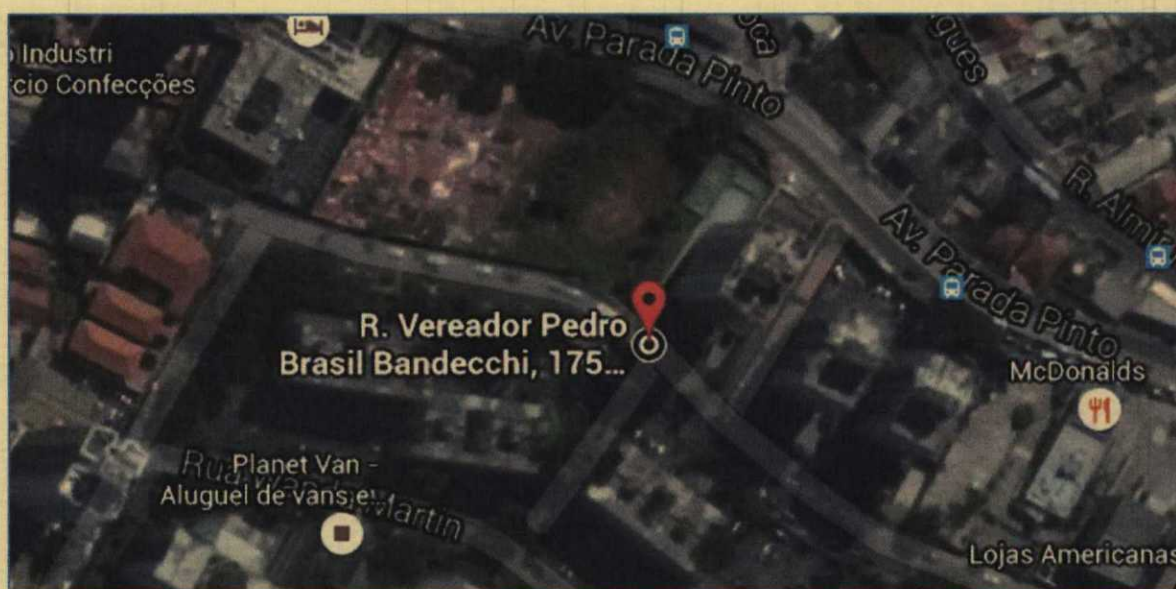 Industri
cio Confecções
Av. Parada Pinto
R. Vereador Pedro
Brasil Bandecchi, 175...
Av. Parada Pinto
McDonalds
Planet Van -
Aluguel de vans e
Rua Martin
Lojas Americanas